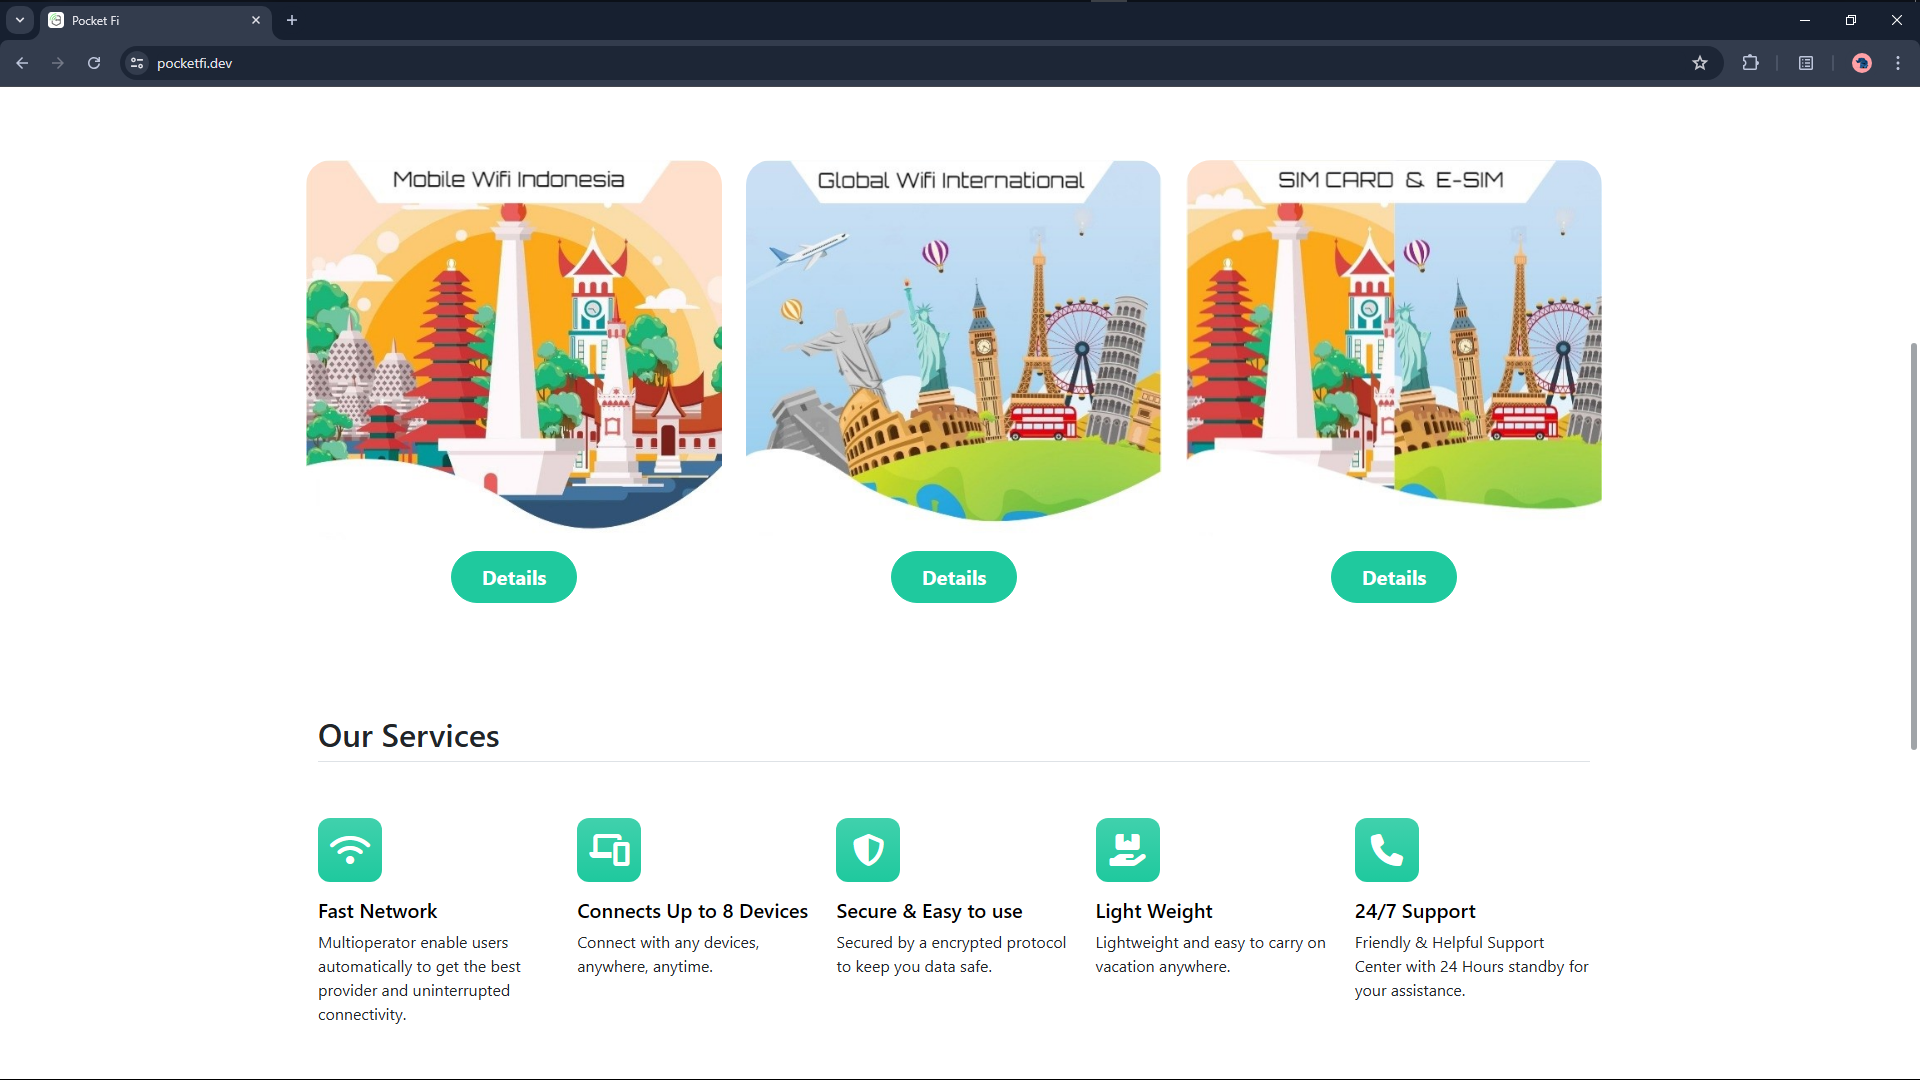 Pocket Fi
pocketfi.dev
Mobile Wifi Indonesia
Global Wifi International
SIM CARD & E-SIM
Details
Details
Details
Our Services
Fast Network
Multioperator enable users
automatically to get the best
provider and uninterrupted
connectivity.
Connects Up to 8 Devices
Connect with any devices,
anywhere, anytime.
Secure & Easy to use
Secured by a encrypted protocol
to keep you data safe.
Light Weight
Lightweight and easy to carry on
vacation anywhere.
24/7 Support
Friendly & Helpful Support
Center with 24 Hours standby for
your assistance.